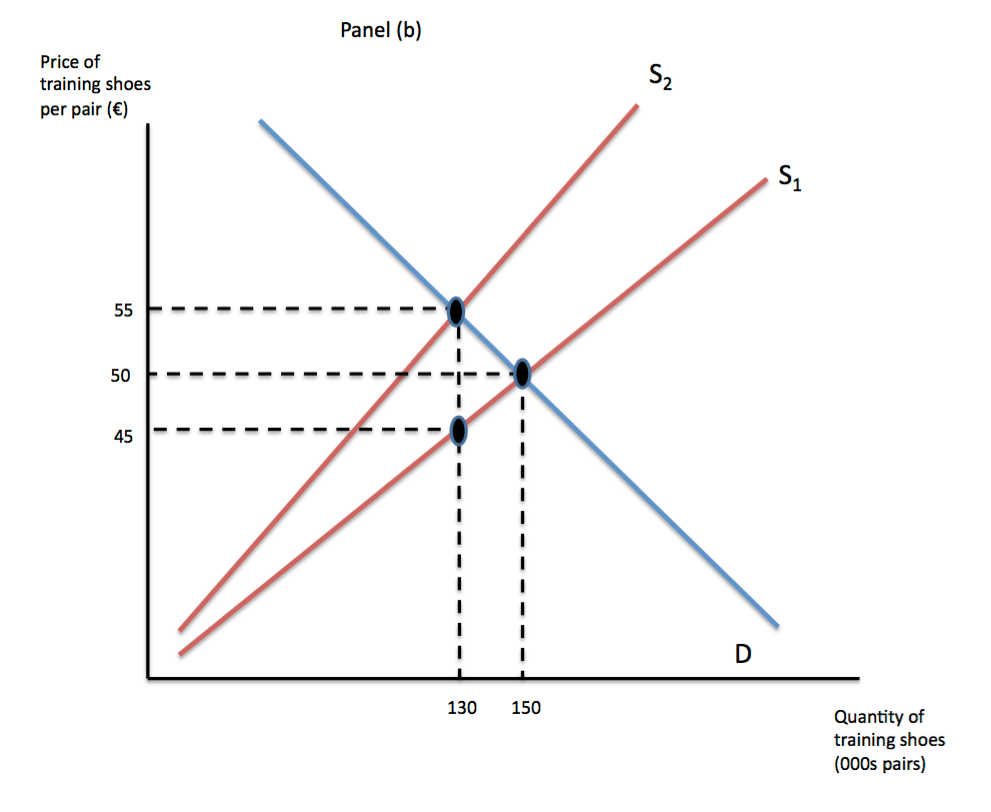 Panel (b)
Price of
training shoes
per pair (€)
S2
S1
55
50
45
D
130 150
Quantity of
training shoes
(000s pairs)